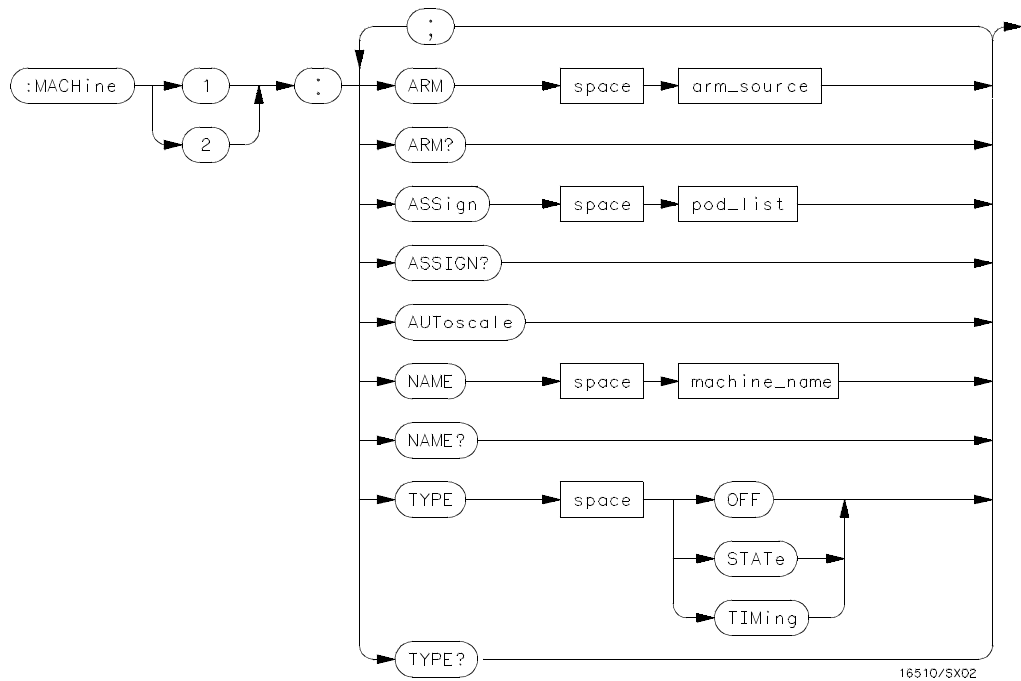 ;
:MACHine 1 : ARM space arm_source
2 ARM?
ASSign space pod_list
ASSIGN?
AUToscale
NAME space machine_name
NAME?
TYPE space OFF
STATe
TIMing
TYPE?
16510/SX02